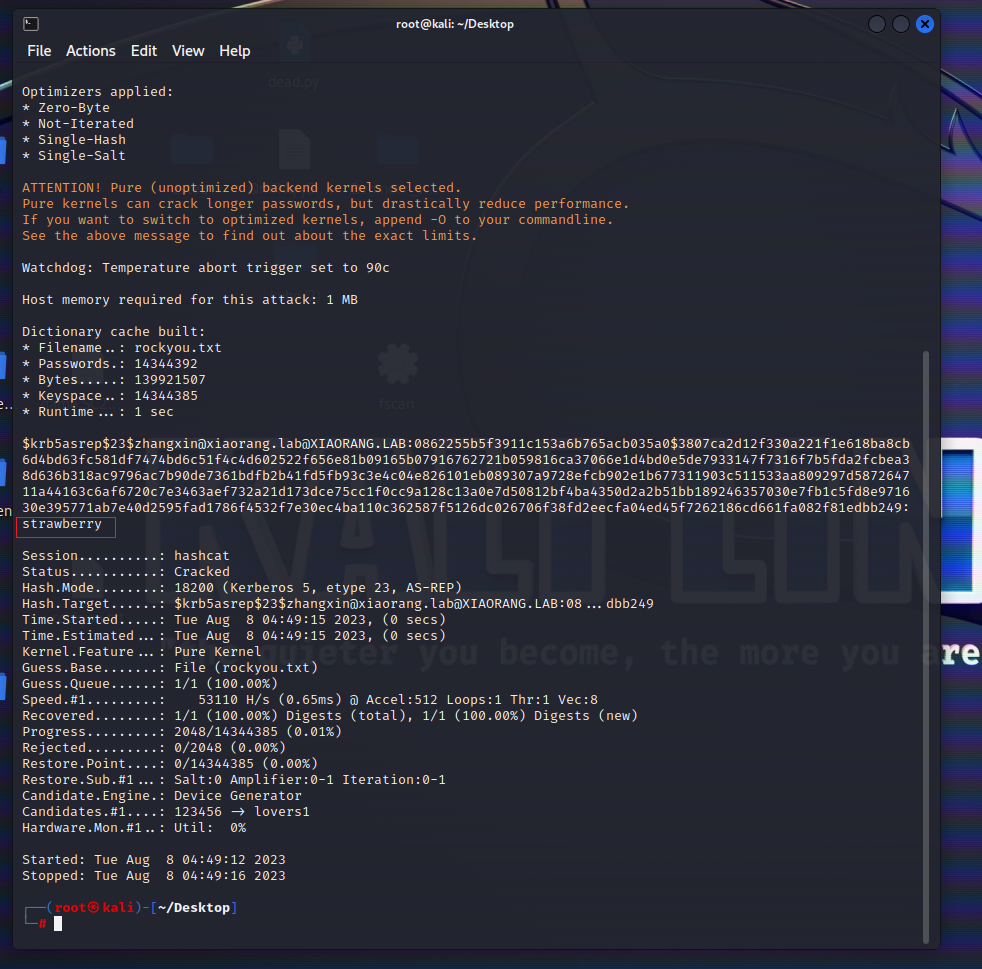 root@kali: ~/Desktop
File Actions Edit View Help
dead.py
Optimizers applied:
* Zero-Byte
* Not-Iterated
* Single-Hash
* Single-Salt
ATTENTION! Pure (unoptimized) backend kernels selected.
Pure kernels can crack longer passwords, but drastically reduce performance.
If you want to switch to optimized kernels, append -O to your commandline.
See the above message to find out about the exact limits.
Watchdog: Temperature abort trigger set to 90c
Host memory required for this attack: 1 MB
Dictionary cache built:
* Filename..: rockyou.txt
* Passwords.: 14344392
* Bytes.....: 139921507
* Keyspace..: 14344385
* Runtime...: 1 sec
fscan
$krb5asrep$23$zhangxin@xiaorang.lab@XIAORANG.LAB:0862255b5f3911c153a6b765acb035a0$3807ca2d12f330a221f1e618ba8cb
6d4bd63fc581df7474bd6c51f4c4d602522f656e81b09165b07916762721b059816ca37066e1d4bd0e5de7933147f7316f7b5fda2fcbea3
8d636b318ac9796ac7b90de7361bdfb2b41fd5fb93c3e4c04e826101eb089307a9728efcb902e1b677311903c511533aa809297d5872647
11a44163c6af6720c7e3463aef732a21d173dce75cc1f0cc9a128c13a0e7d50812bf4ba4350d2a2b51bb189246357030e7fb1c5fd8e9716
30e395771ab7e40d2595fad1786f4532f7e30ec4ba110c362587f5126dc026706f38fd2eecfa04ed45f7262186cd661fa082f81edbb249:
strawberry
Session..........: hashcat
Status...........: Cracked
Hash.Mode........: 18200 (Kerberos 5, etype 23, AS-REP)
Hash.Target......: $krb5asrep$23$zhangxin@xiaorang.lab@XIAORANG.LAB:08...dbb249
Time.Started.....: Tue Aug  8 04:49:15 2023, (0 secs)
Time.Estimated...: Tue Aug  8 04:49:15 2023, (0 secs)
Kernel.Feature...: Pure Kernel
Guess.Base.......: File (rockyou.txt)
Guess.Queue......: 1/1 (100.00%)
Speed.#1.........:    53110 H/s (0.65ms) @ Accel:512 Loops:1 Thr:1 Vec:8
Recovered........: 1/1 (100.00%) Digests (total), 1/1 (100.00%) Digests (new)
Progress.........: 2048/14344385 (0.01%)
Rejected.........: 0/2048 (0.00%)
Restore.Point....: 0/14344385 (0.00%)
Restore.Sub.#1...: Salt:0 Amplifier:0-1 Iteration:0-1
Candidate.Engine.: Device Generator
Candidates.#1....: 123456 -> lovers1
Hardware.Mon.#1..: Util:  0%
quieter you become, the more you are
Started: Tue Aug  8 04:49:12 2023
Stopped: Tue Aug  8 04:49:16 2023
┌──(root㉿kali)-[~/Desktop]
└─#